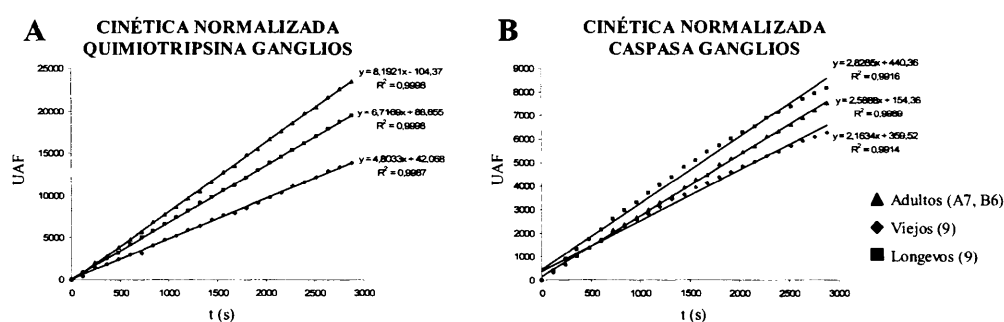 A
CINÉTICA NORMALIZADA
QUIMIOTRIPSINA GANGLIOS
25000
20000
15000
10000
5000
0
UAF
0 500 1000 1500 2000 2500 3000
t (s)
y = 8,1921x - 104,37
R² = 0,9998
y = 6,7169x + 88,855
R² = 0,9998
y = 4,8033x + 42,068
R² = 0,9987
B
CINÉTICA NORMALIZADA
CASPASA GANGLIOS
9000
8000
7000
6000
5000
4000
3000
2000
1000
0
UAF
0 500 1000 1500 2000 2500 3000
t (s)
y = 2,8285x + 440,36
R² = 0,9916
y = 2,5888x + 154,36
R² = 0,9989
y = 2,1634x + 359,52
R² = 0,9914
Adultos (A7, B6)
Viejos (9)
Longevos (9)